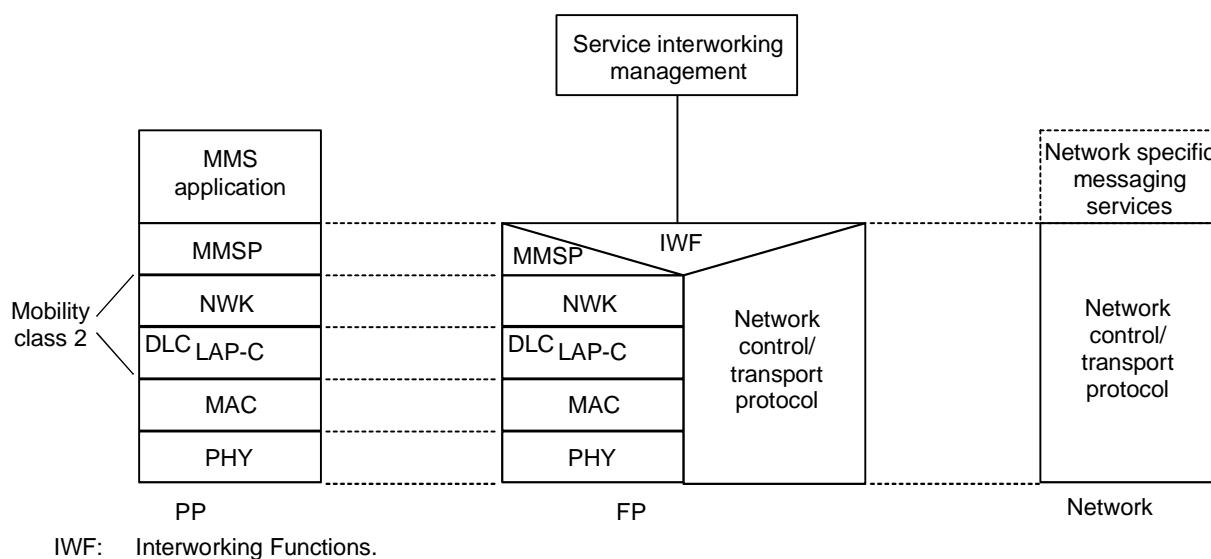 Service interworking
management
MMS
application
MMSP
NWK
DLC LAP-C
MAC
PHY
Mobility
class 2
PP
IWF
MMSP
NWK
DLC LAP-C
MAC
PHY
Network
control/
transport
protocol
FP
Network specific
messaging
services
Network
control/
transport
protocol
Network
IWF: Interworking Functions.